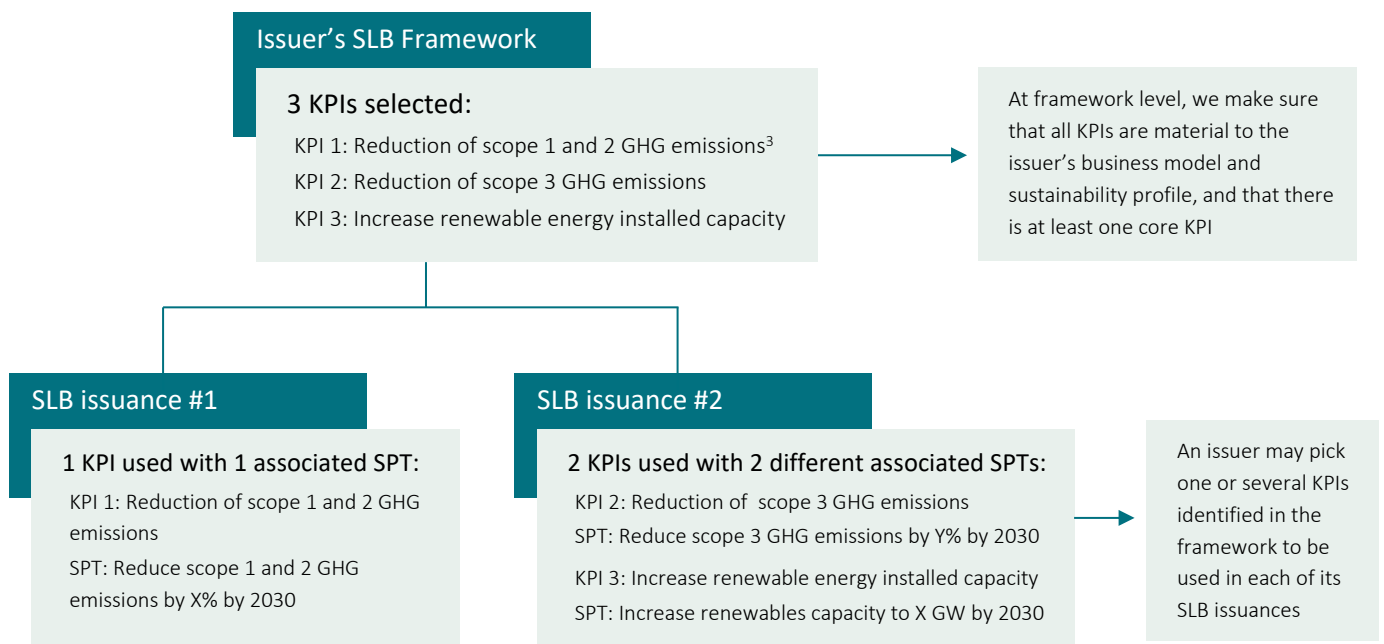 Issuer’s SLB Framework
3 KPIs selected:
KPI 1: Reduction of scope 1 and 2 GHG emissions³
KPI 2: Reduction of scope 3 GHG emissions
KPI 3: Increase renewable energy installed capacity
At framework level, we make sure
that all KPIs are material to the
issuer’s business model and
sustainability profile, and that there
is at least one core KPI
SLB issuance #1
1 KPI used with 1 associated SPT:
KPI 1: Reduction of scope 1 and 2 GHG
emissions
SPT: Reduce scope 1 and 2 GHG
emissions by X% by 2030
SLB issuance #2
2 KPIs used with 2 different associated SPTs:
KPI 2: Reduction of scope 3 GHG emissions
SPT: Reduce scope 3 GHG emissions by Y% by 2030
KPI 3: Increase renewable energy installed capacity
SPT: Increase renewables capacity to X GW by 2030
An issuer may pick
one or several KPIs
identified in the
framework to be
used in each of its
SLB issuances